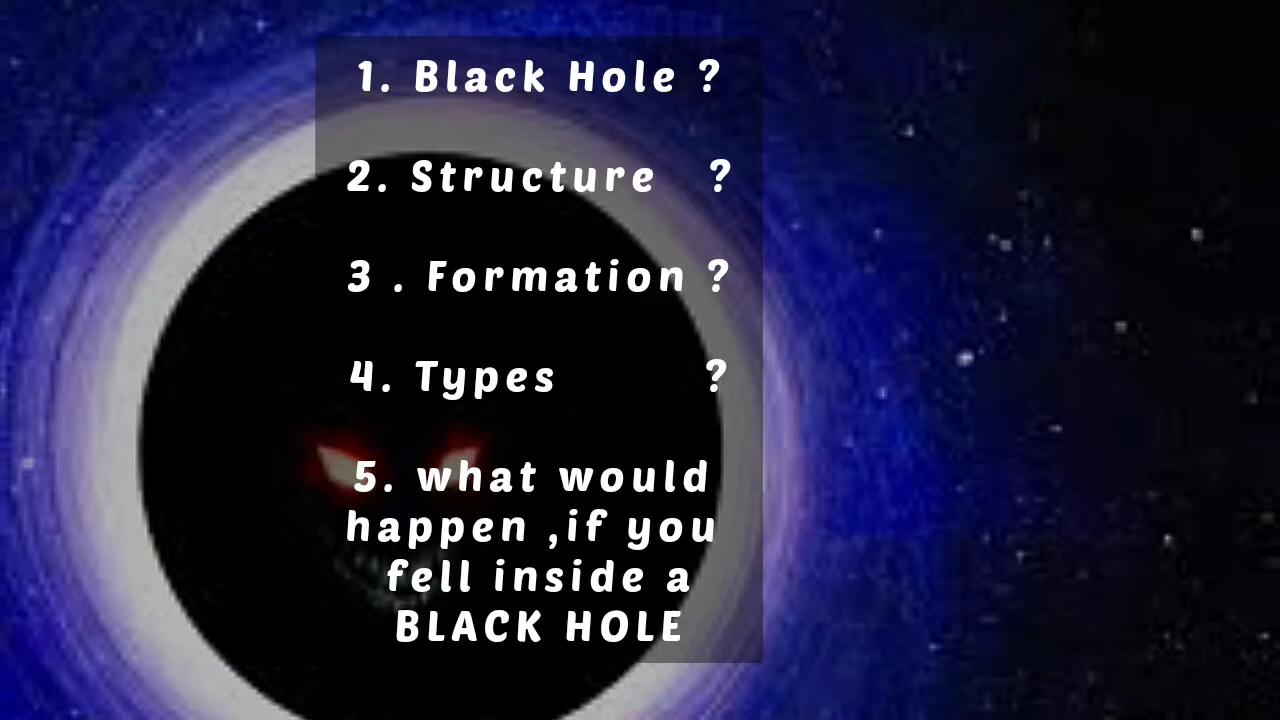 1. Black Hole ?
2. Structure ?
3 . Formation ?
4. Types ?
5. what would
happen ,if you
fell inside a
BLACK HOLE